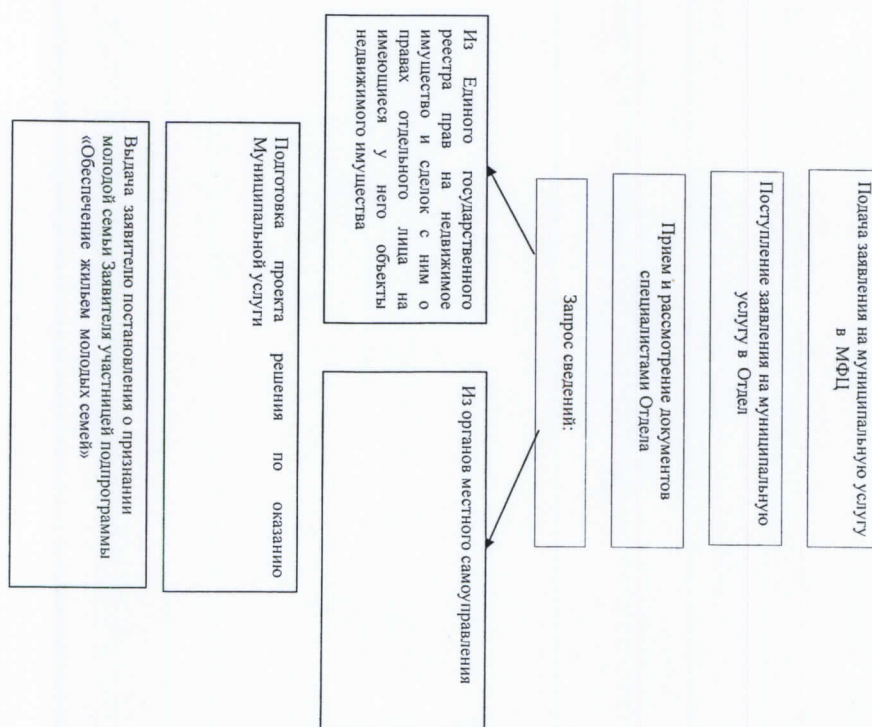 Подача заявления на муниципальную услугу
в МФЦ
Поступление заявления на муниципальную
услугу в Отдел
Прием и рассмотрение документов
специалистами Отдела
Запрос сведений:
Из Единого государственного
реестра прав на недвижимое
имущество и сделок с ним о
правах отдельного лица на
имеющиеся у него объекты
недвижимого имущества
Из органов местного самоуправления
Подготовка проекта решения по оказанию
Муниципальной услуги
Выдача заявителю постановления о признании
молодой семьи Заявителя участницей подпрограммы
«Обеспечение жильем молодых семей»